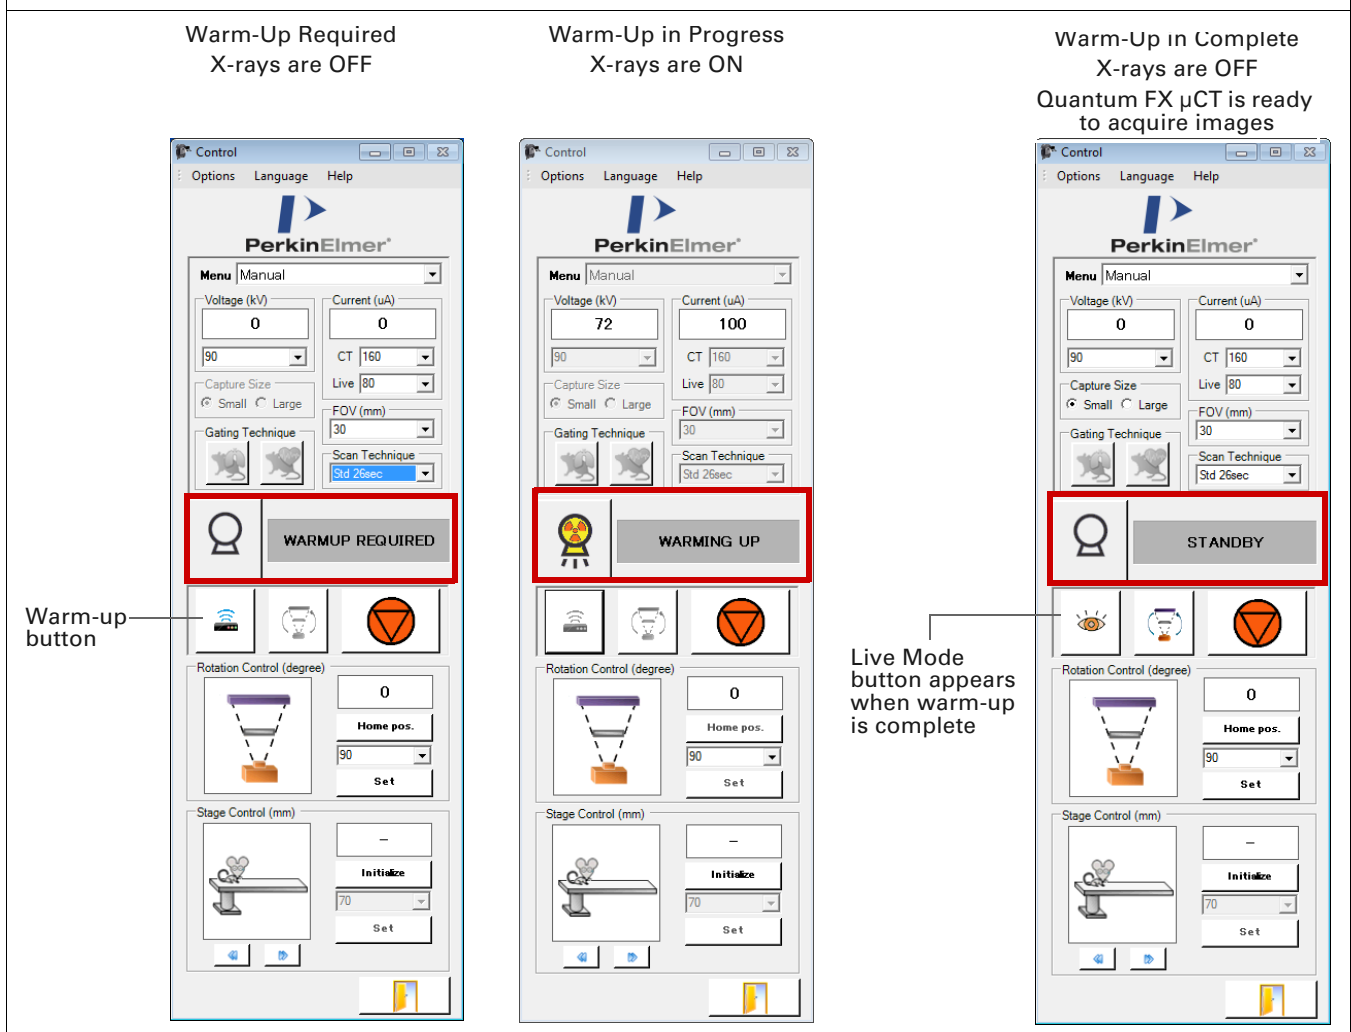 Warm-Up Required
X-rays are OFF
Warm-Up in Progress
X-rays are ON
Warm-Up in Complete
X-rays are OFF
Quantum FX µCT is ready
to acquire images
Control
Options Language Help
PerkinElmer
Menu Manual
Voltage (kV) Current (uA)
0 0
90 CT 160
Capture Size Live 80
Small Large
FOV (mm)
30
Gating Technique
Scan Technique
Std 26sec
WARMUP REQUIRED
Warm-up
button
Rotation Control (degree)
0
Home pos.
90
Set
Stage Control (mm)
–
Initialize
70
Set
Control
Options Language Help
PerkinElmer
Menu Manual
Voltage (kV) Current (uA)
72 100
90 CT 160
Capture Size Live 80
Small Large
FOV (mm)
30
Gating Technique
Scan Technique
Std 26sec
WARMING UP
Rotation Control (degree)
0
Home pos.
90
Set
Stage Control (mm)
–
Initialize
70
Set
Control
Options Language Help
PerkinElmer
Menu Manual
Voltage (kV) Current (uA)
0 0
90 CT 160
Capture Size Live 80
Small Large
FOV (mm)
30
Gating Technique
Scan Technique
Std 26sec
STANDBY
Live Mode
button appears
when warm-up
is complete
Rotation Control (degree)
0
Home pos.
90
Set
Stage Control (mm)
–
Initialize
70
Set